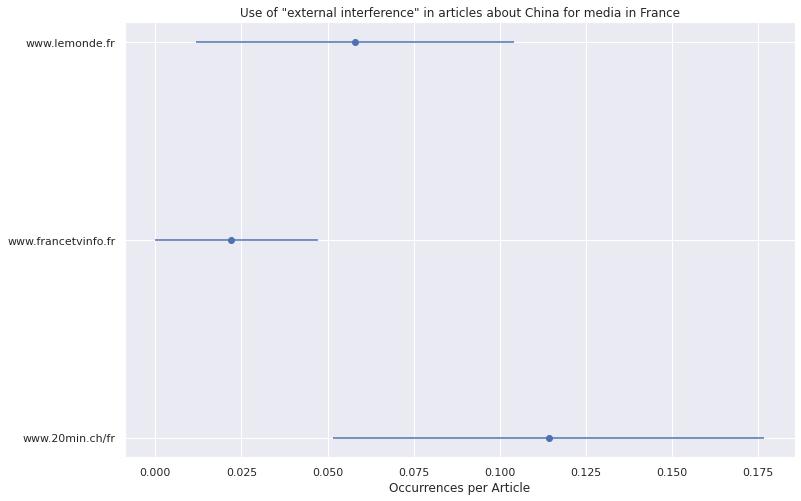 Use of "external interference" in articles about China for media in France
www.lemonde.fr
www.francetvinfo.fr
www.20min.ch/fr
0.000 0.025 0.050 0.075 0.100 0.125 0.150 0.175
Occurrences per Article